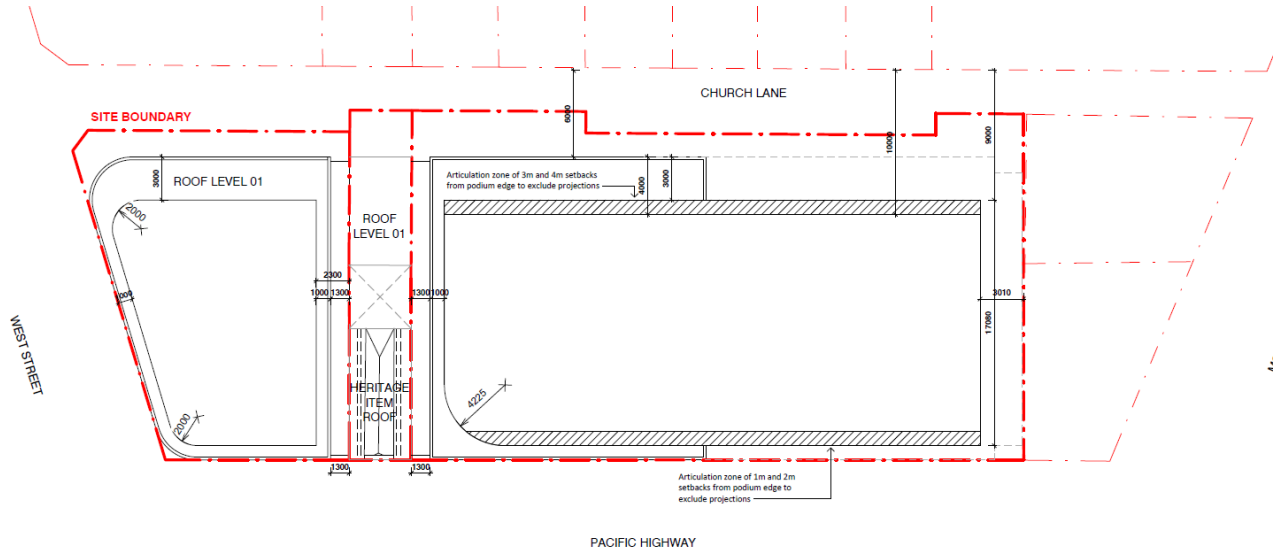 CHURCH LANE
SITE BOUNDARY
6000
10000
9000
ROOF LEVEL 01
3000
Articulation zone of 3m and 4m setbacks
from podium edge to exclude projections
4000
3000
2000
ROOF
LEVEL 01
2300
1000
1300
1300
1000
3010
17080
WEST STREET
HERITAGE
ITEM
ROOF
4225
2000
1300
1300
Articulation zone of 1m and 2m
setbacks from podium edge to
exclude projections
PACIFIC HIGHWAY